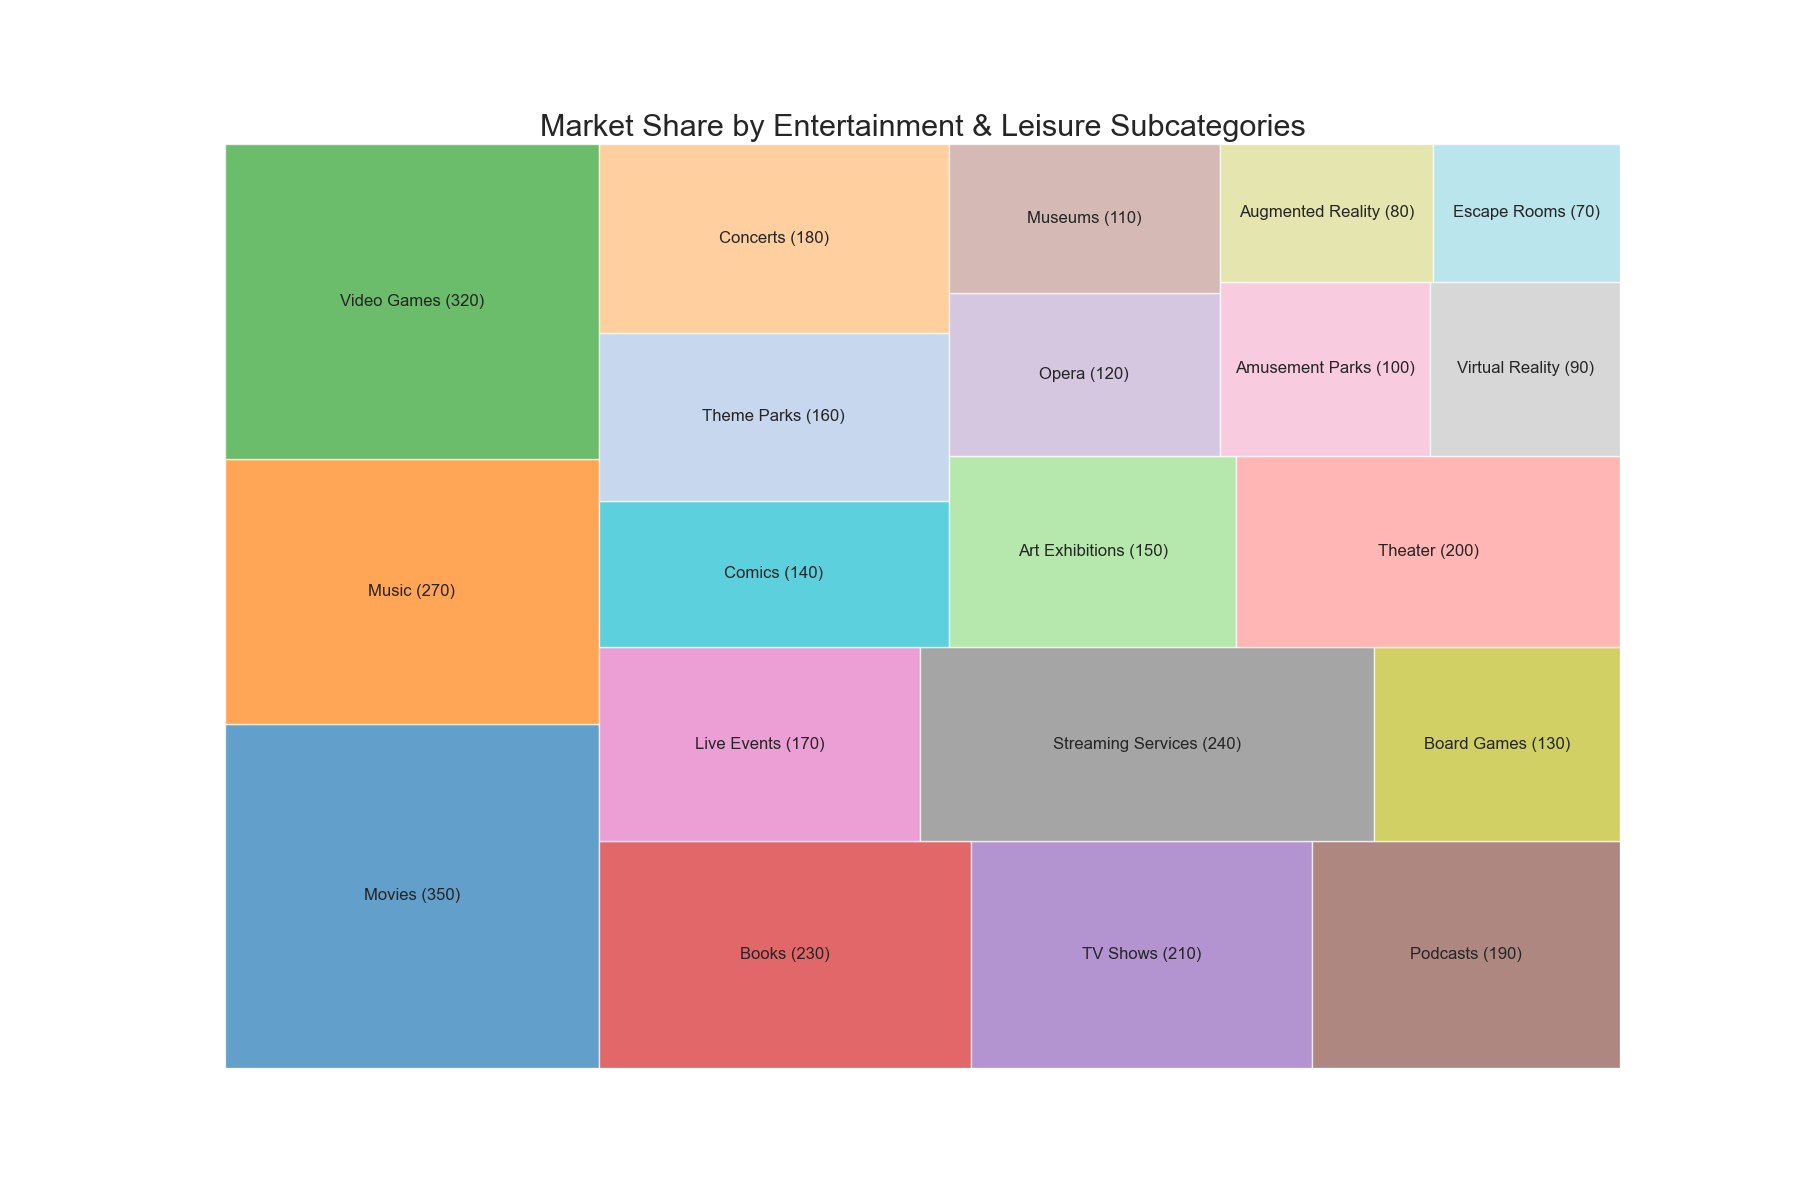 Market Share by Entertainment & Leisure Subcategories
Video Games (320)
Music (270)
Movies (350)
Concerts (180)
Theme Parks (160)
Comics (140)
Museums (110)
Opera (120)
Augmented Reality (80)
Escape Rooms (70)
Amusement Parks (100)
Virtual Reality (90)
Art Exhibitions (150)
Theater (200)
Live Events (170)
Streaming Services (240)
Board Games (130)
Books (230)
TV Shows (210)
Podcasts (190)